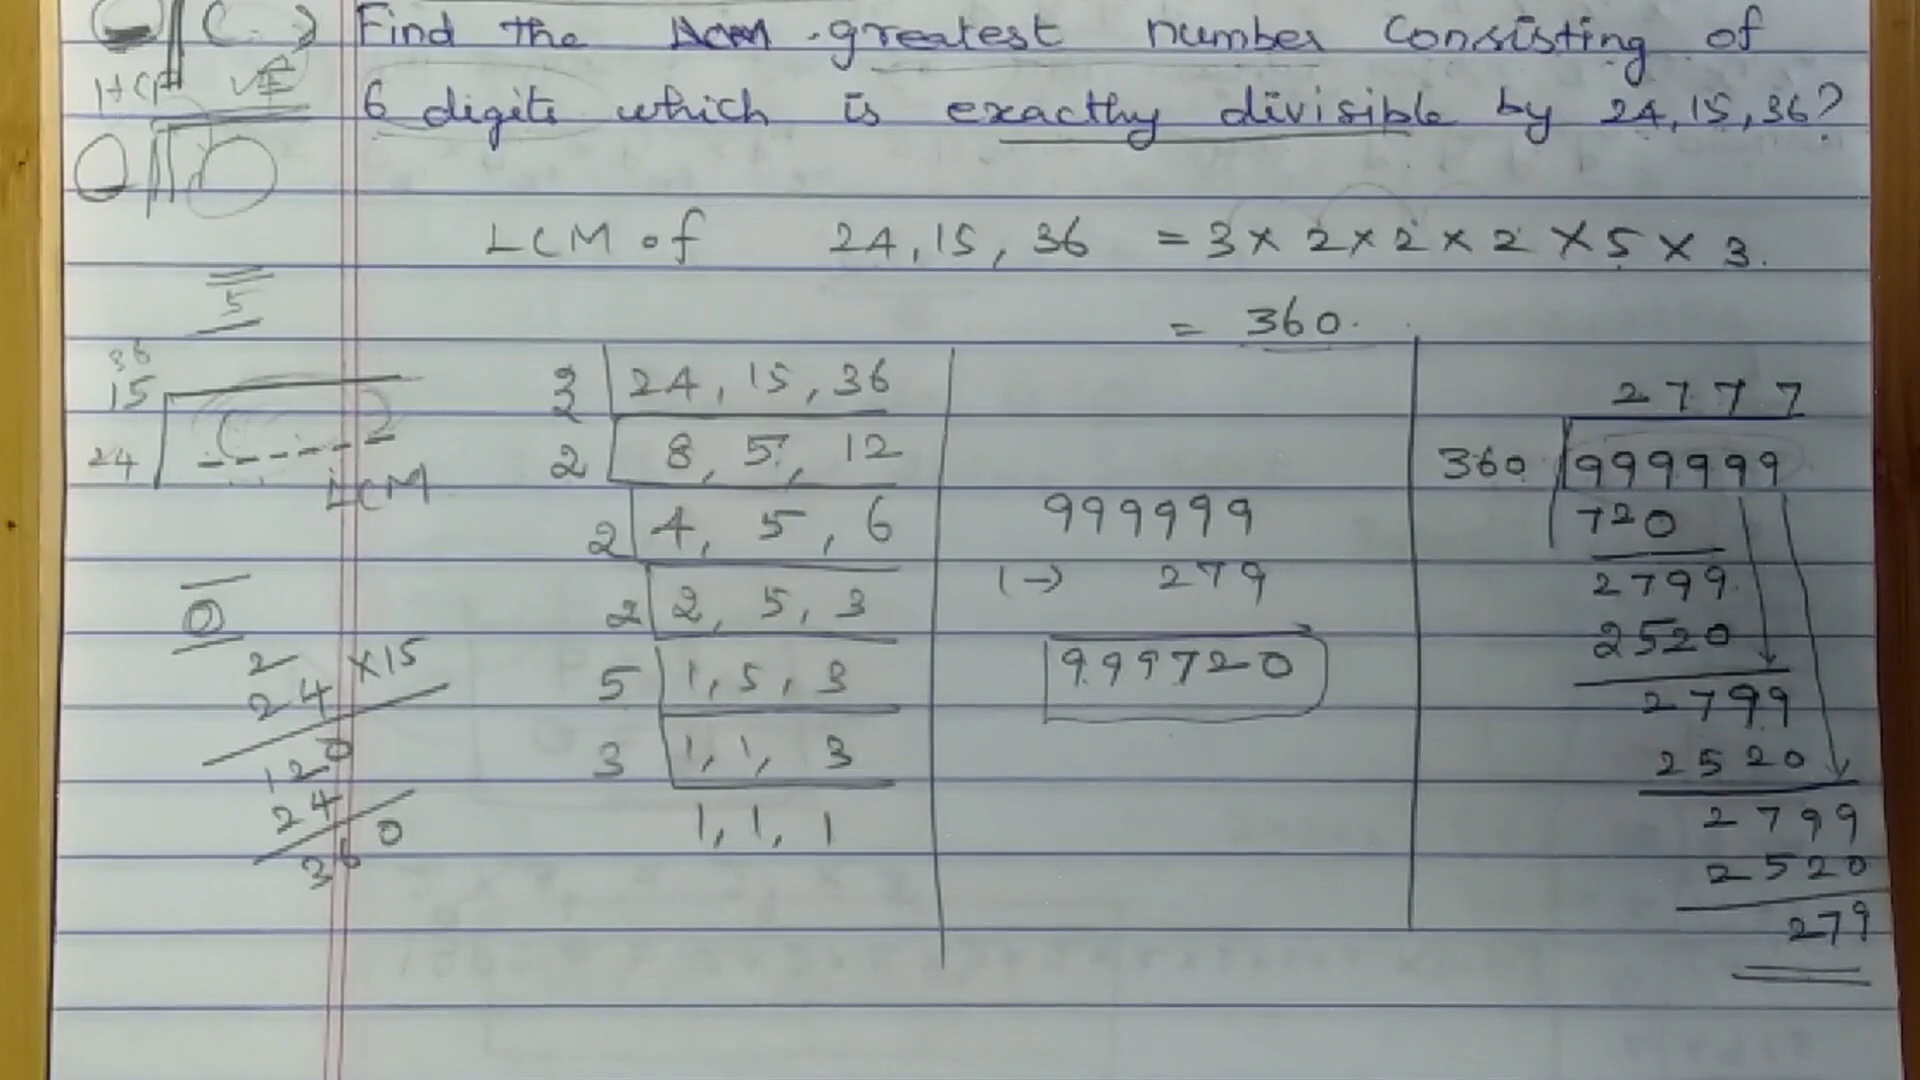 Find the greatest number consisting of
6 digits which is exactly divisible by 24, 15, 36?
HCF
LCM of 24, 15, 36 = 3 × 2 × 2 × 2 × 5 × 3.
= 360.
5
36
15
24
LCM
0
2
24 ×15
120
24
360
3 24, 15, 36
2 8, 5, 12
2 4, 5, 6
2 2, 5, 3
5 1, 5, 3
3 1, 1, 3
1, 1, 1
999999
(-) 279
999720
2777
360 999999
720
2799
2520
2799
2520
2799
2520
279